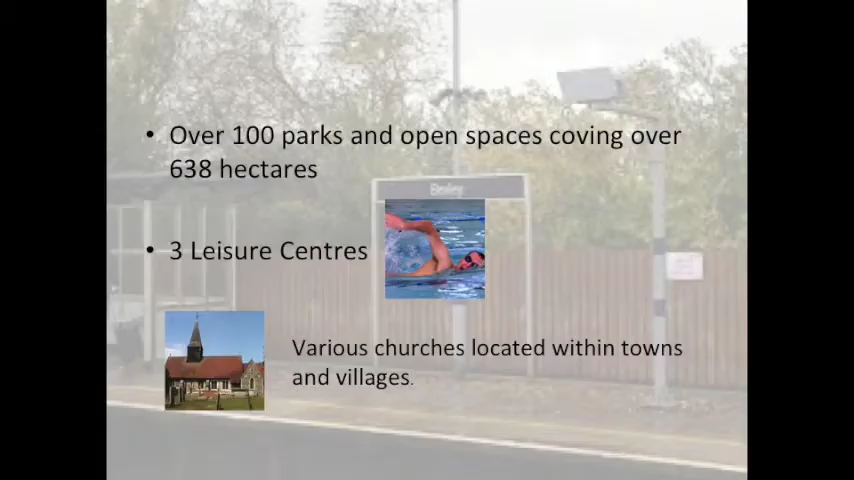 • Over 100 parks and open spaces coving over
638 hectares
Bexley
• 3 Leisure Centres
Various churches located within towns
and villages.